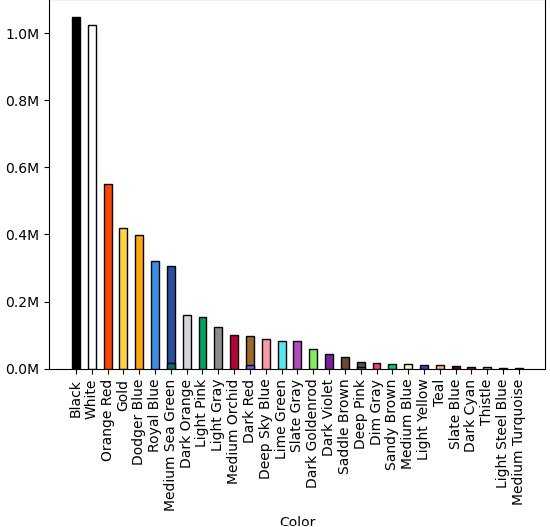 1.0M
0.8M
0.6M
0.4M
0.2M
0.0M
Black
White
Orange Red
Gold
Dodger Blue
Royal Blue
Medium Sea Green
Dark Orange
Light Pink
Light Gray
Medium Orchid
Dark Red
Deep Sky Blue
Lime Green
Slate Gray
Dark Goldenrod
Dark Violet
Saddle Brown
Deep Pink
Dim Gray
Sandy Brown
Medium Blue
Light Yellow
Teal
Slate Blue
Dark Cyan
Thistle
Light Steel Blue
Medium Turquoise
Color